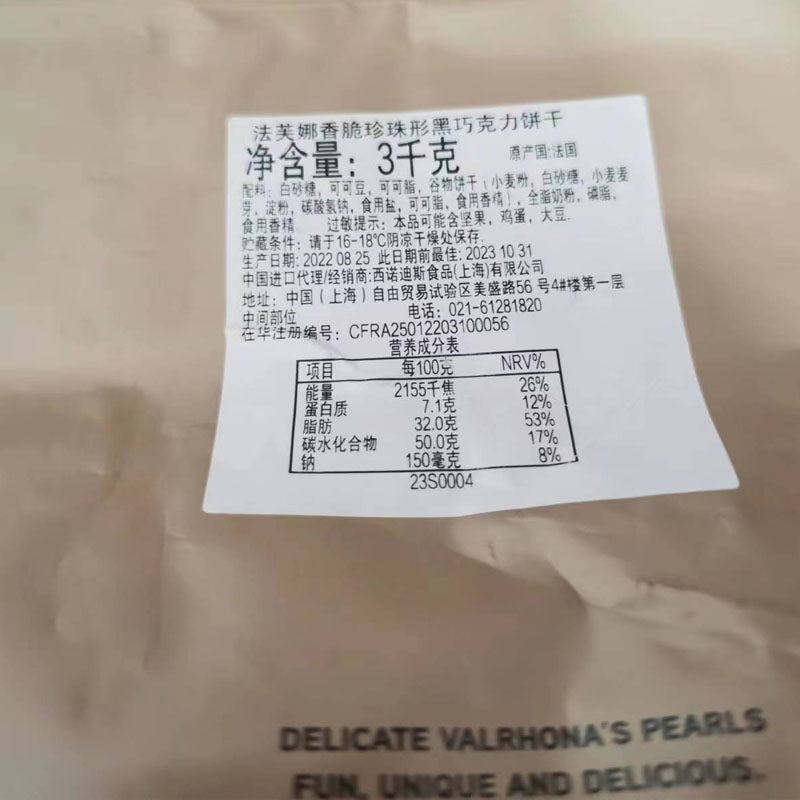 法芙娜香脆珍珠形黑巧克力饼干
净含量：3千克 原产国:法国
配料：白砂糖，可可豆，可可脂，谷物饼干（小麦粉，白砂糖，小麦麦
芽，淀粉，碳酸氢钠，食用盐，可可脂，食用香精），全脂奶粉，磷脂，
食用香精 过敏提示：本品可能含坚果，鸡蛋，大豆.
贮藏条件：请于16-18℃阴凉干燥处保存.
生产日期:2022 08 25 此日期前最佳:2023 10 31
中国进口代理/经销商:西诺迪斯食品(上海)有限公司
地址：中国（上海）自由贸易试验区美盛路56 号4#楼第一层
中间部位 电话：021-61281820
在华注册编号：CFRA25012203100056
营养成分表
项目 每100克 NRV%
能量 2155千焦 26%
蛋白质 7.1克 12%
脂肪 32.0克 53%
碳水化合物 50.0克 17%
钠 150毫克 8%
23S0004
DELICATE VALRHONA'S PEARLS
FUN, UNIQUE AND DELICIOUS.